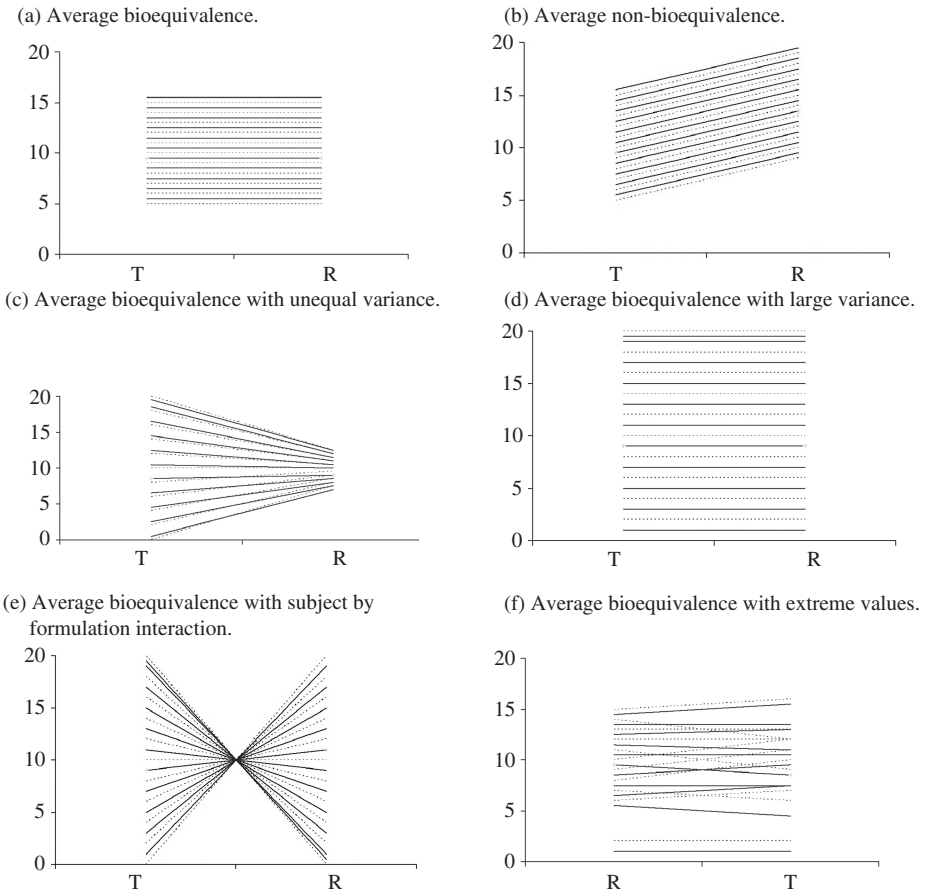 (a) Average bioequivalence.
20
15
10
5
0
T R
(b) Average non-bioequivalence.
20
15
10
5
0
T R
(c) Average bioequivalence with unequal variance.
20
15
10
5
0
T R
(d) Average bioequivalence with large variance.
20
15
10
5
0
T R
(e) Average bioequivalence with subject by
formulation interaction.
20
15
10
5
0
T R
(f) Average bioequivalence with extreme values.
20
15
10
5
0
R T